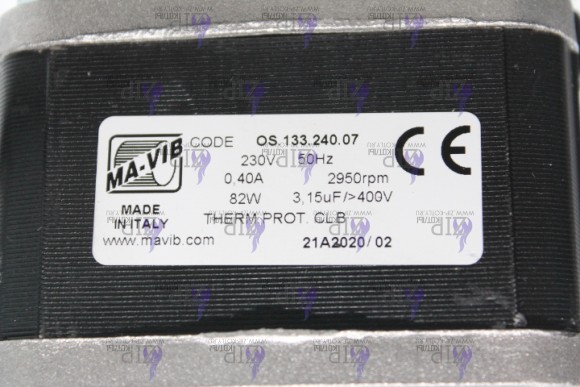 MA-VIB CODE OS.133.240.07 CE
230V 50Hz
0,40A 2950rpm
82W 3,15uF/>400V
MADE IN ITALY
THERM.PROT. CL.B
www.mavib.com 21A2020/02